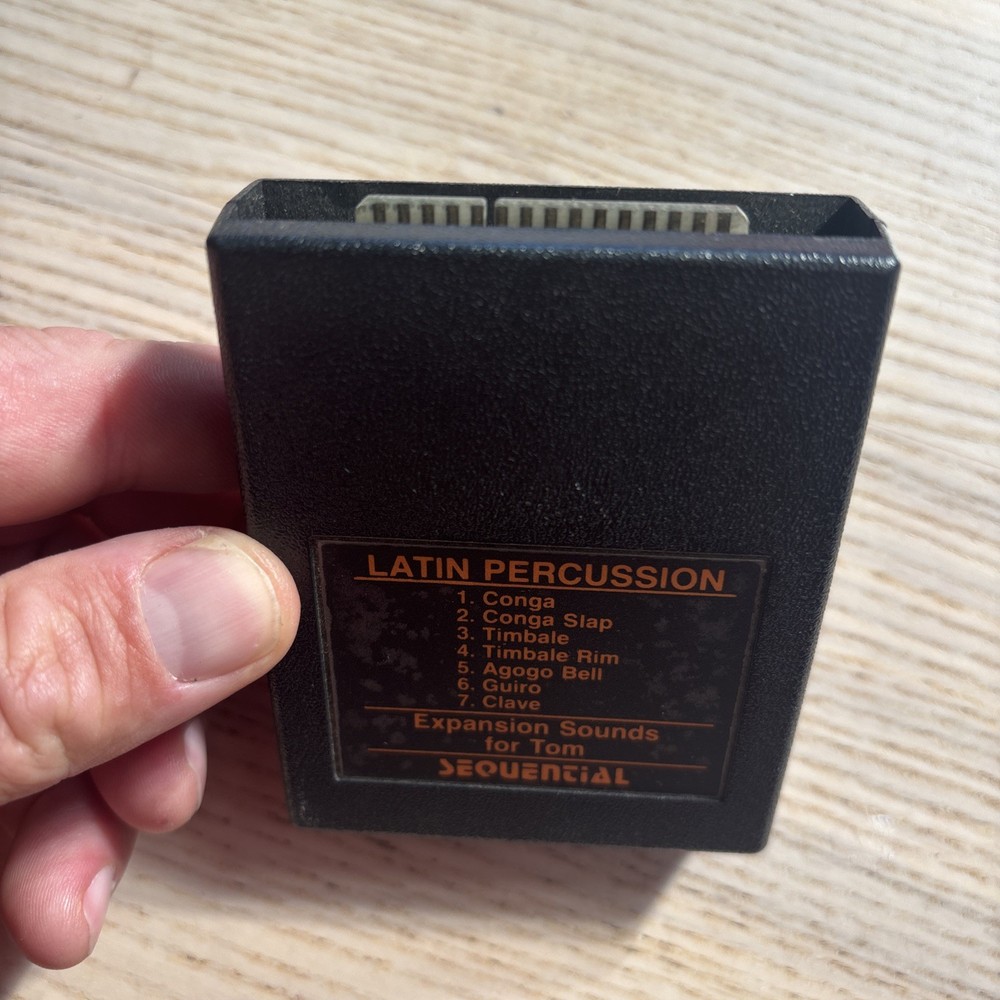 LATIN PERCUSSION
1. Conga
2. Conga Slap
3. Timbale
4. Timbale Rim
5. Agogo Bell
6. Guiro
7. Clave
Expansion Sounds
for Tom
SEQUENTIAL